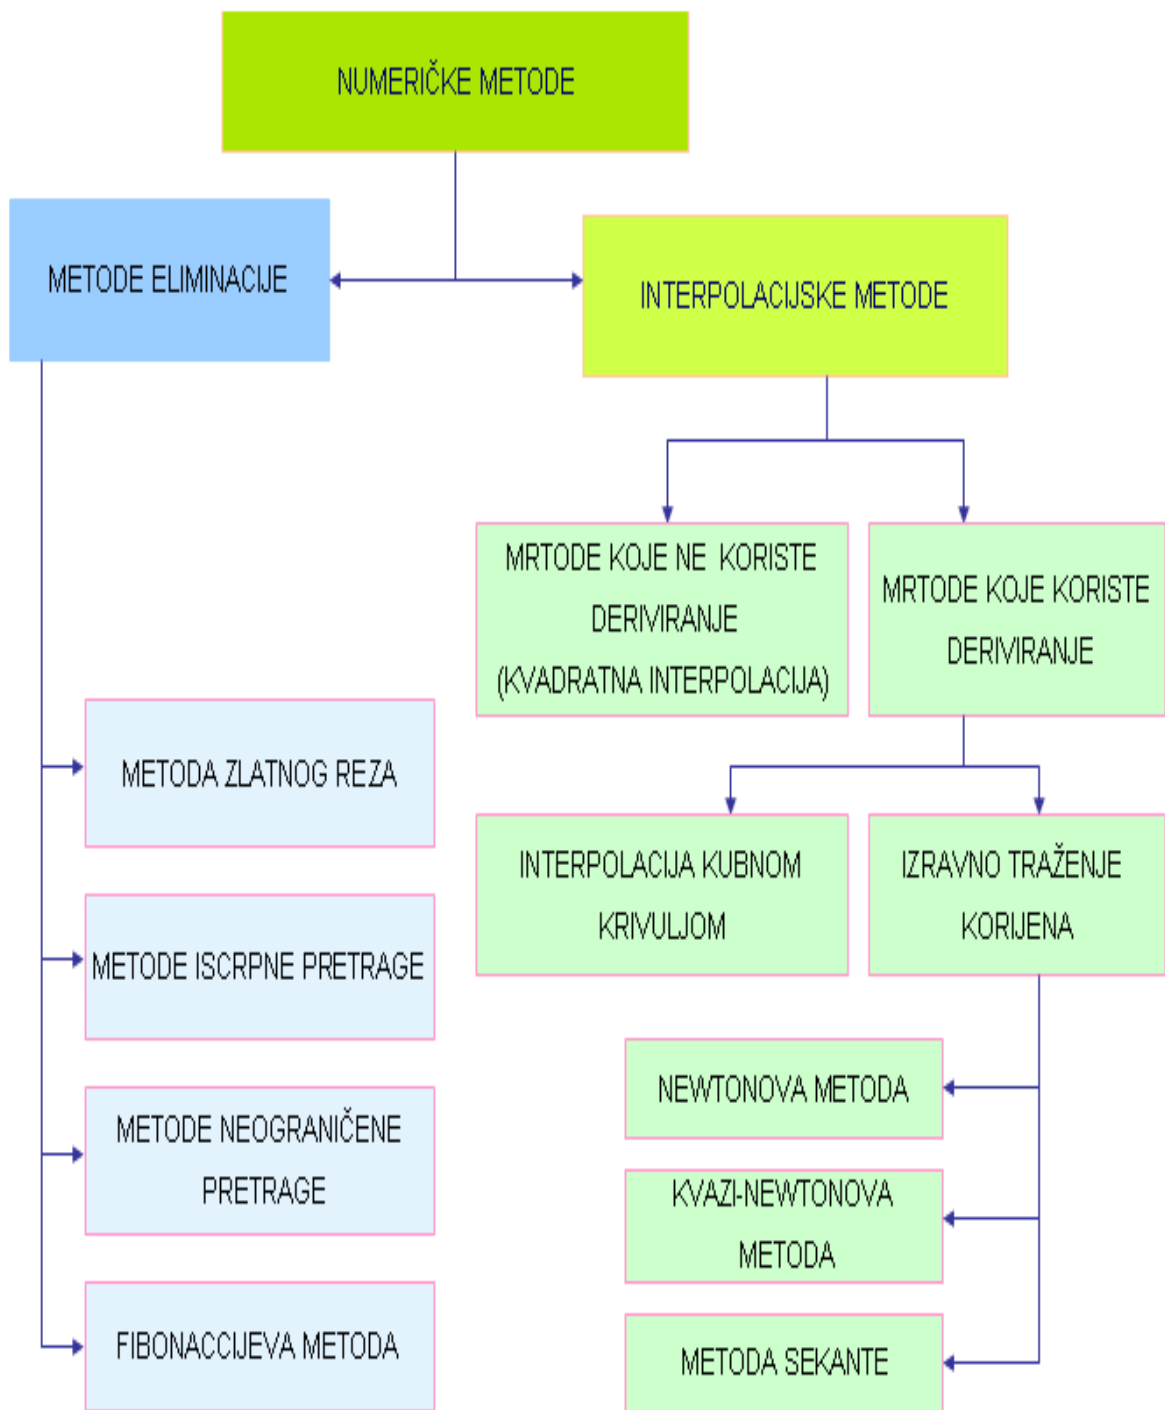 NUMERIČKE METODE
METODE ELIMINACIJE
INTERPOLACIJSKE METODE
MRTODE KOJE NE KORISTE
DERIVIRANJE
(KVADRATNA INTERPOLACIJA)
MRTODE KOJE KORISTE
DERIVIRANJE
METODA ZLATNOG REZA
METODE ISCRPNE PRETRAGE
METODE NEOGRANIČENE
PRETRAGE
FIBONACCIJEVA METODA
INTERPOLACIJA KUBNOM
KRIVULJOM
IZRAVNO TRAŽENJE
KORIJENA
NEWTONOVA METODA
KVAZI-NEWTONOVA
METODA
METODA SEKANTE